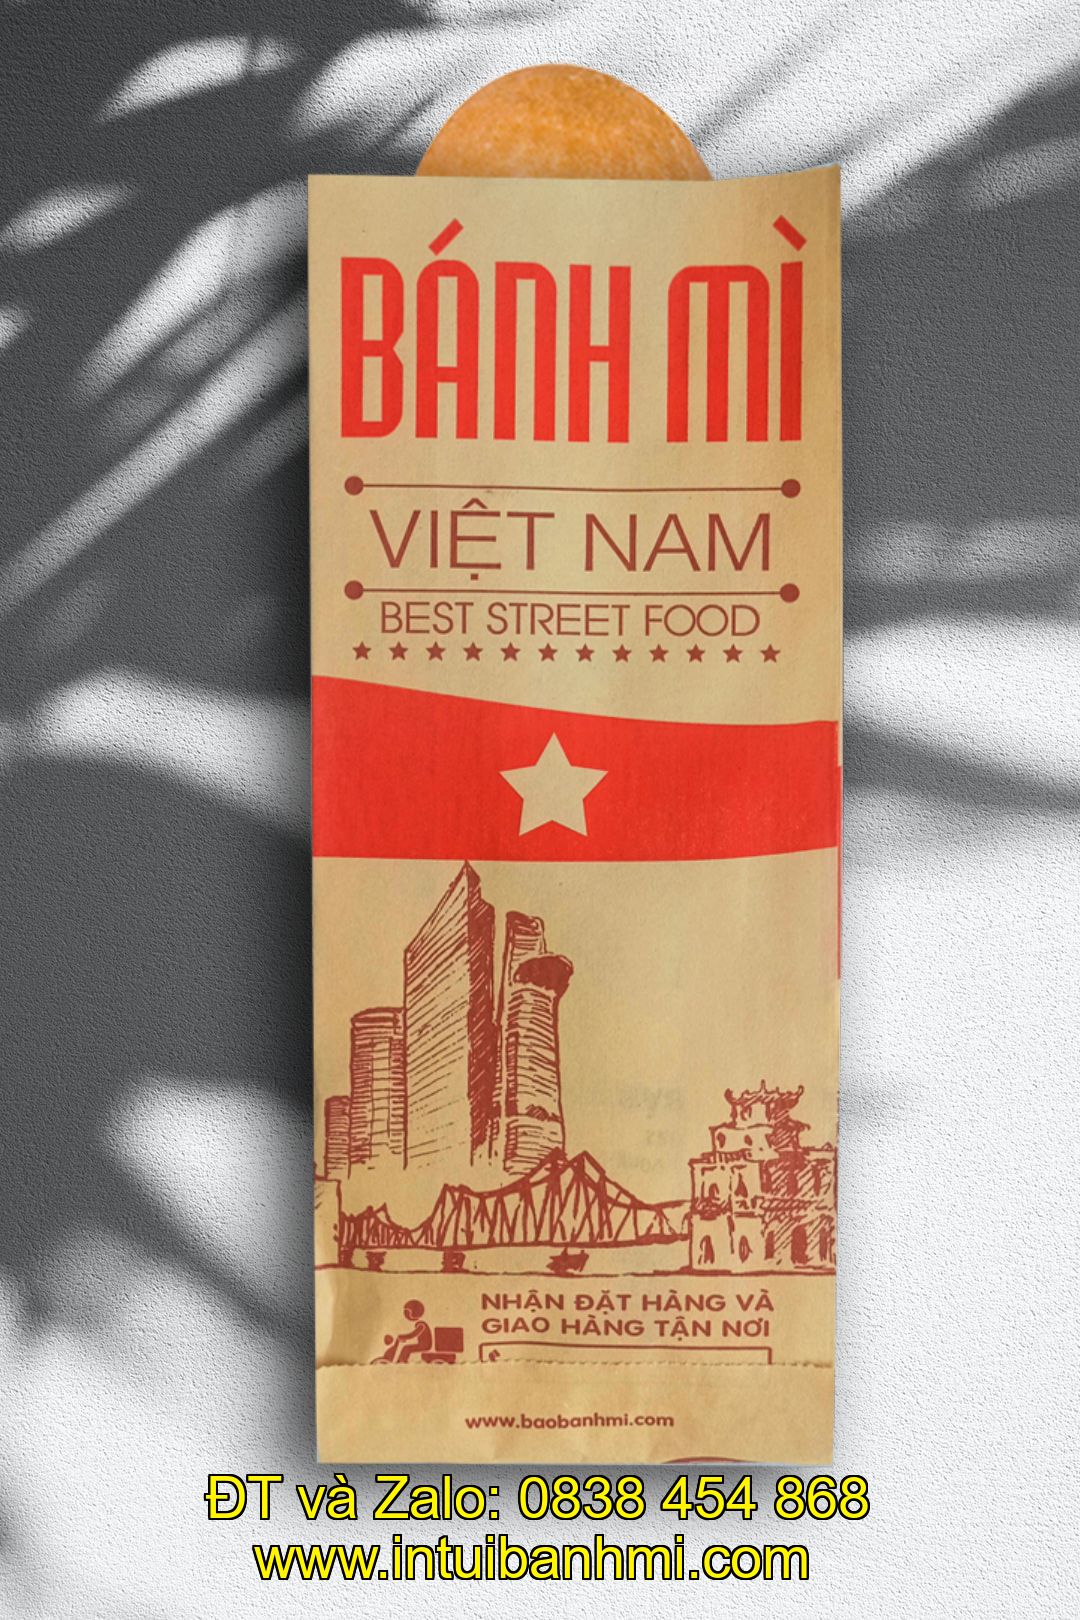 BÁNH MÌ
VIỆT NAM
BEST STREET FOOD
NHẬN ĐẶT HÀNG VÀ
GIAO HÀNG TẬN NƠI
www.baobanhmi.com
ĐT và Zalo: 0838 454 868
www.intuibanhmi.com